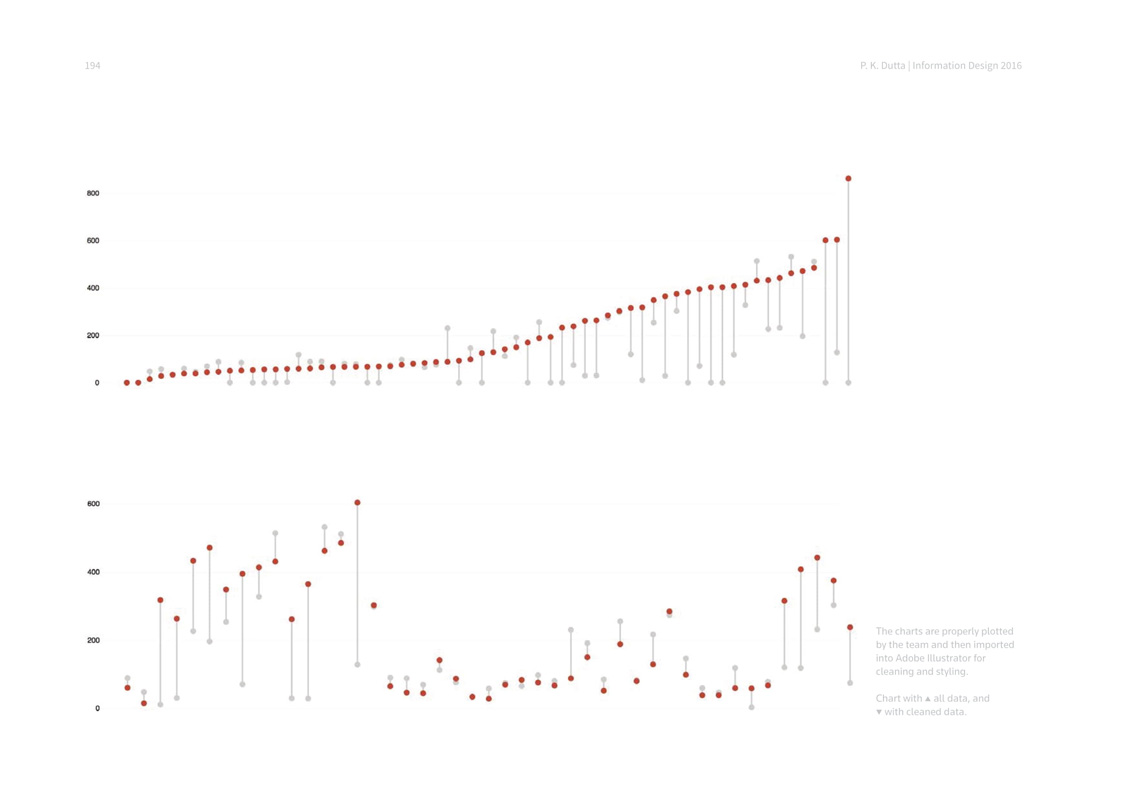 194
P. K. Dutta | Information Design 2016
800
600
400
200
0
600
400
200
0
The charts are properly plotted
by the team and then imported
into Adobe Illustrator for
cleaning and styling.
Chart with ▲ all data, and
▼ with cleaned data.